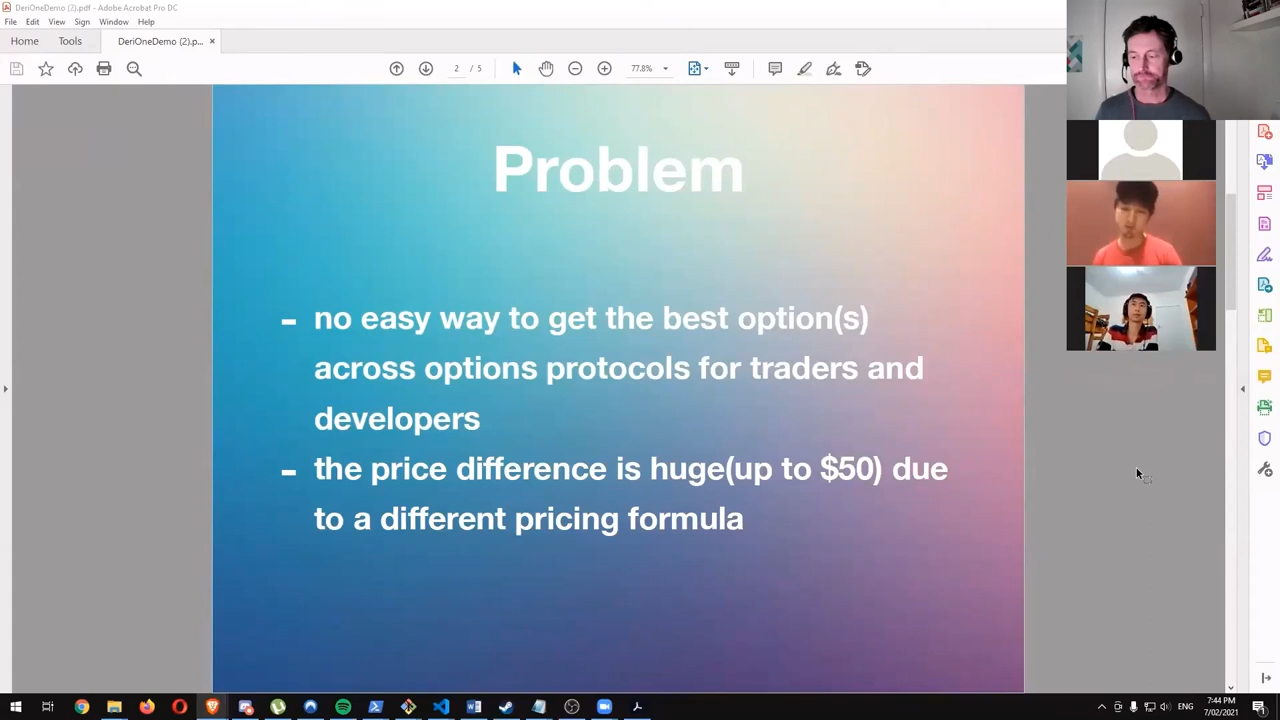 DeriOneDemo (2).pdf - Adobe Acrobat Pro DC
File Edit View Sign Window Help
Home Tools DeriOneDemo (2).p... ×
2 / 5 77.8%
Problem
- no easy way to get the best option(s)
across options protocols for traders and
developers
- the price difference is huge(up to $50) due
to a different pricing formula
ENG
7:44 PM
7/02/2021